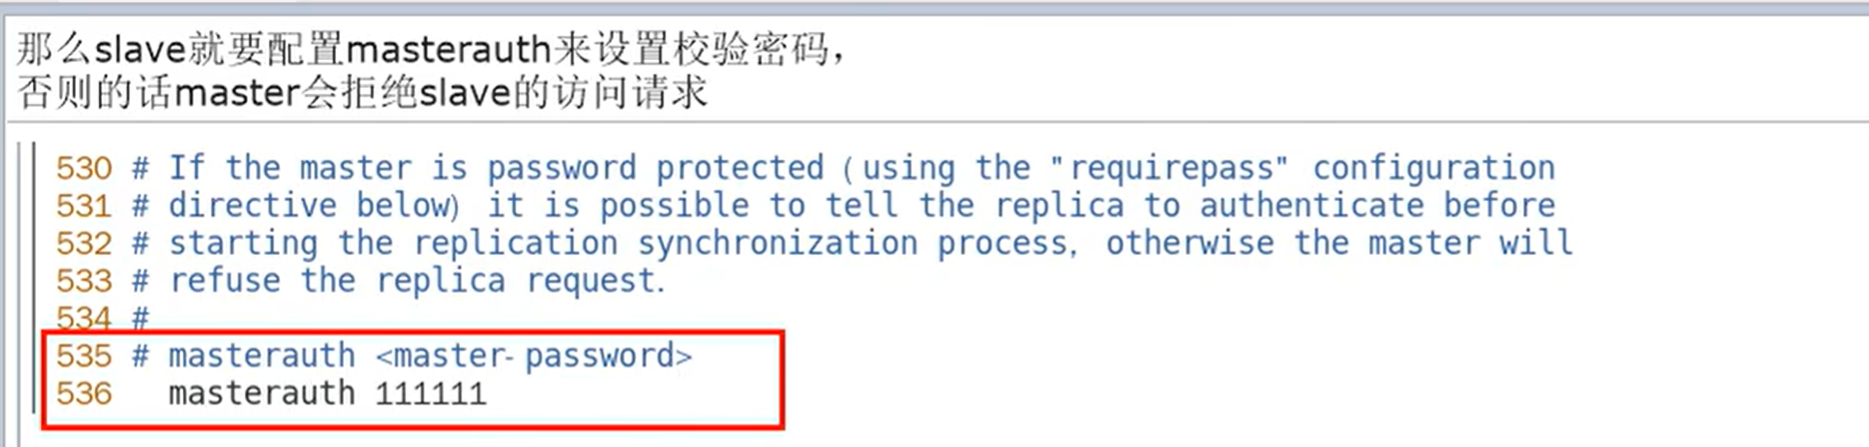 那么slave就要配置masterauth来设置校验密码，
否则的话master会拒绝slave的访问请求
530 # If the master is password protected (using the "requirepass" configuration
531 # directive below) it is possible to tell the replica to authenticate before
532 # starting the replication synchronization process, otherwise the master will
533 # refuse the replica request.
534 #
535 # masterauth <master-password>
536   masterauth 111111